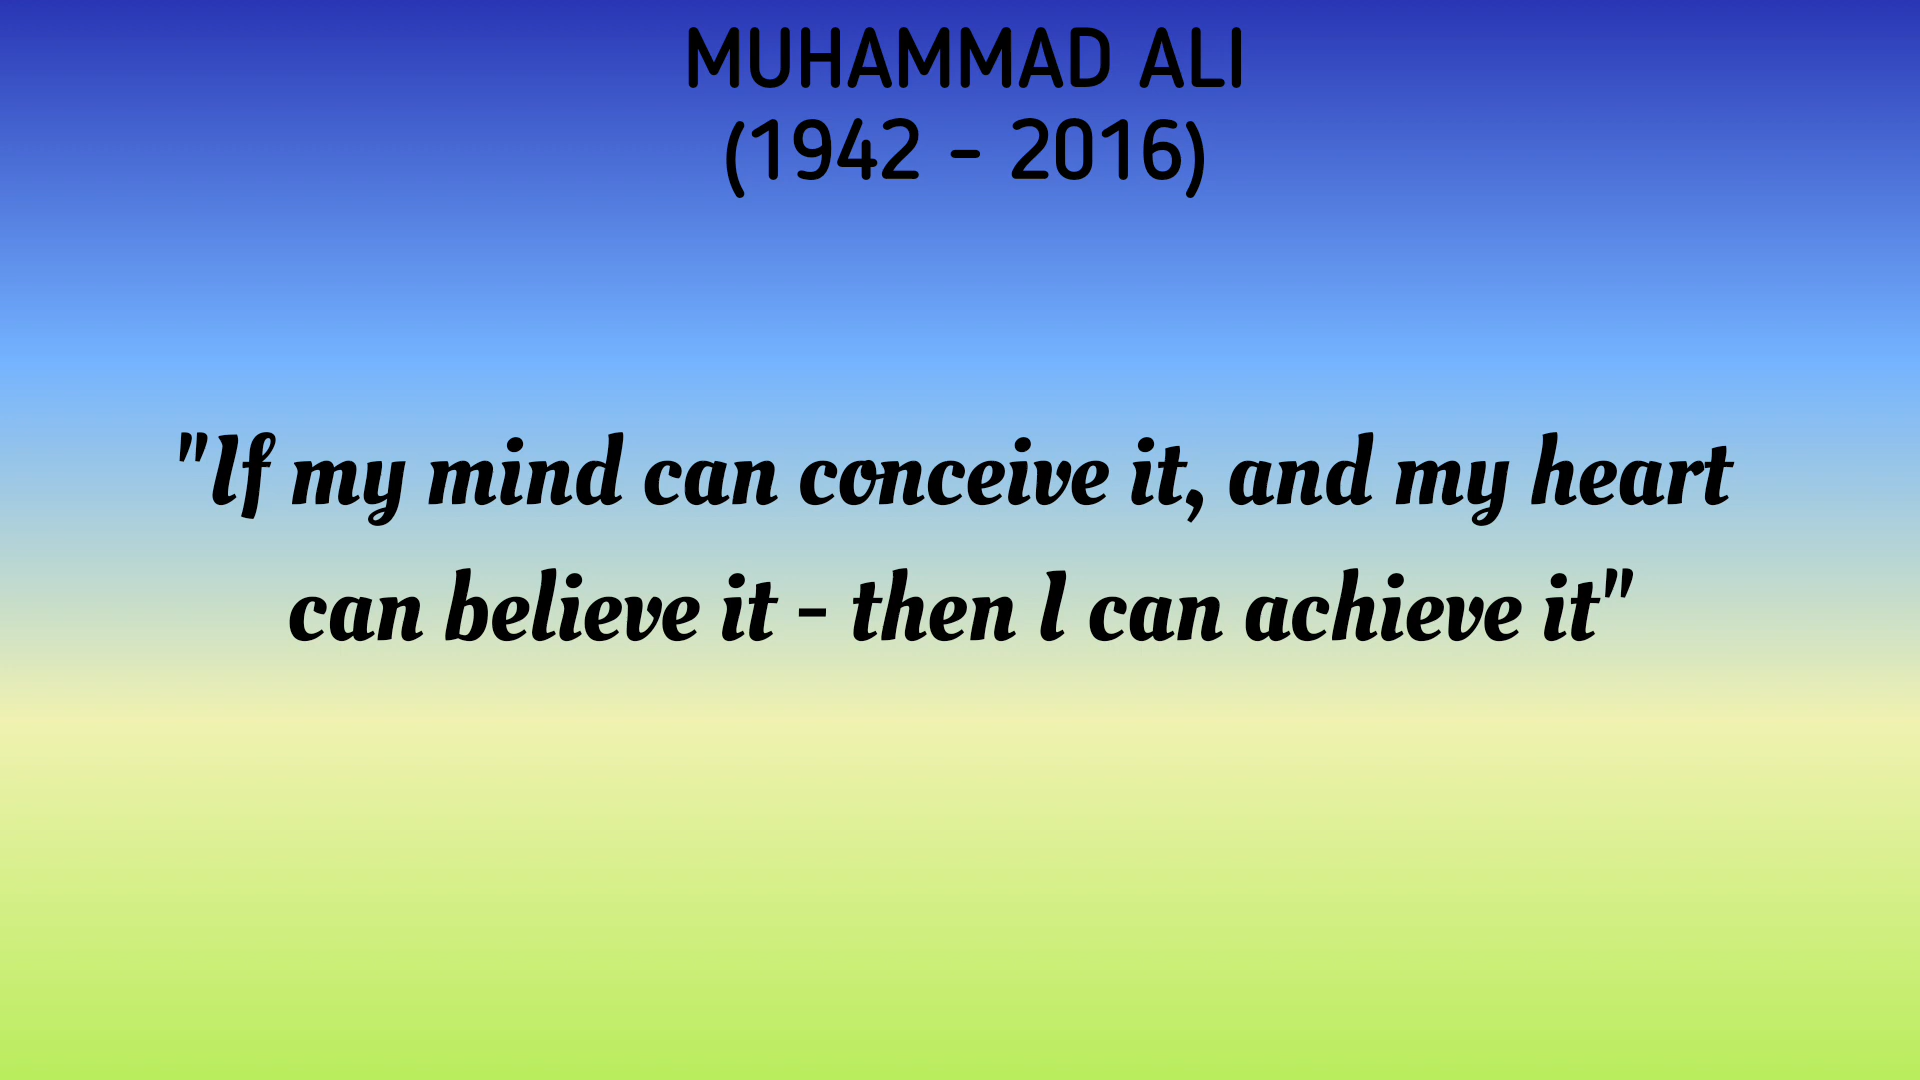 MUHAMMAD ALI
(1942 - 2016)
"If my mind can conceive it, and my heart
can believe it - then I can achieve it"